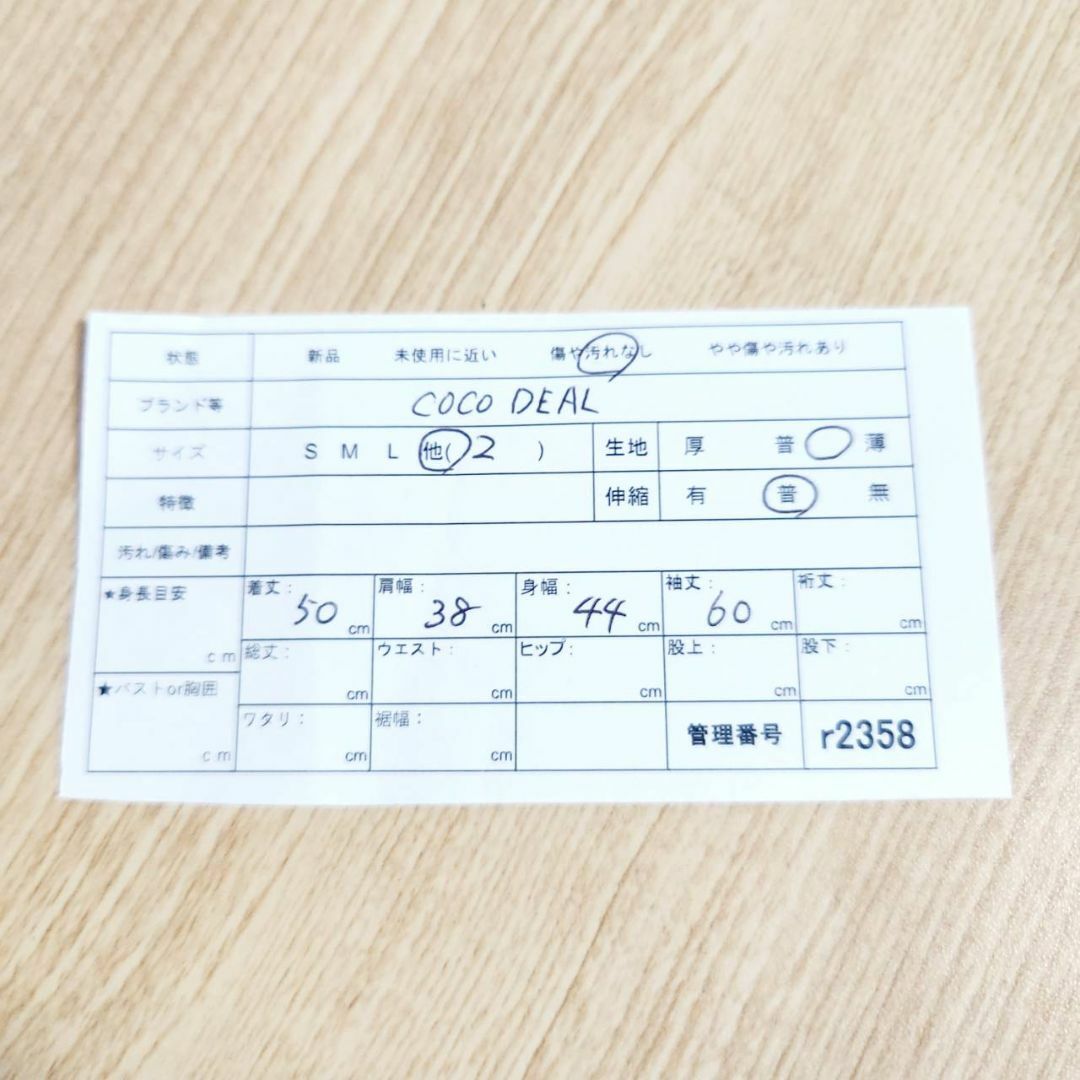 状態 新品 未使用に近い 傷や汚れなし やや傷や汚れあり
ブランド等 COCO DEAL
サイズ S M L 他( 2 ) 生地 厚 普 薄
特徴 伸縮 有 普 無
汚れ/傷み/備考
★身長目安 cm 着丈: 50 cm 肩幅: 38 cm 身幅: 44 cm 袖丈: 60 cm 裄丈: cm
総丈: cm ウエスト: cm ヒップ: cm 股上: cm 股下: cm
★バストor胸囲 cm ワタリ: cm 裾幅: cm 管理番号 r2358